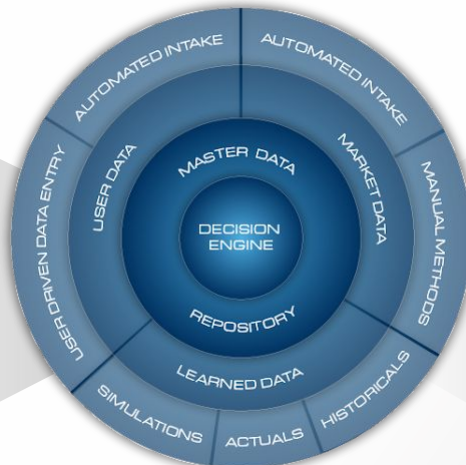 AUTOMATED INTAKE
AUTOMATED INTAKE
USER DATA
MASTER DATA
MARKET DATA
USER DRIVEN DATA ENTRY
MANUAL METHODS
DECISION
ENGINE
REPOSITORY
LEARNED DATA
SIMULATIONS
ACTUALS
HISTORICALS